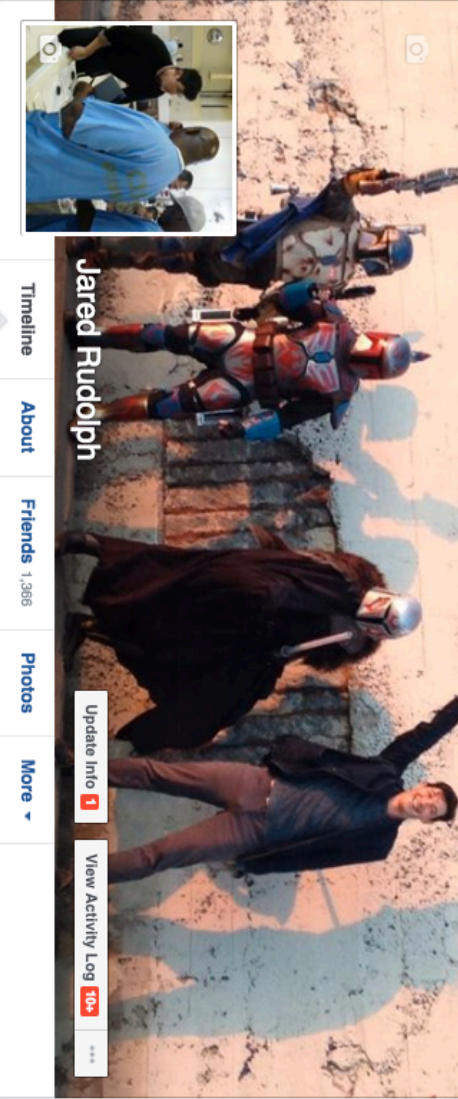 Jared Rudolph
Update Info 1
View Activity Log 10+
...
Timeline
About
Friends 1,366
Photos
More